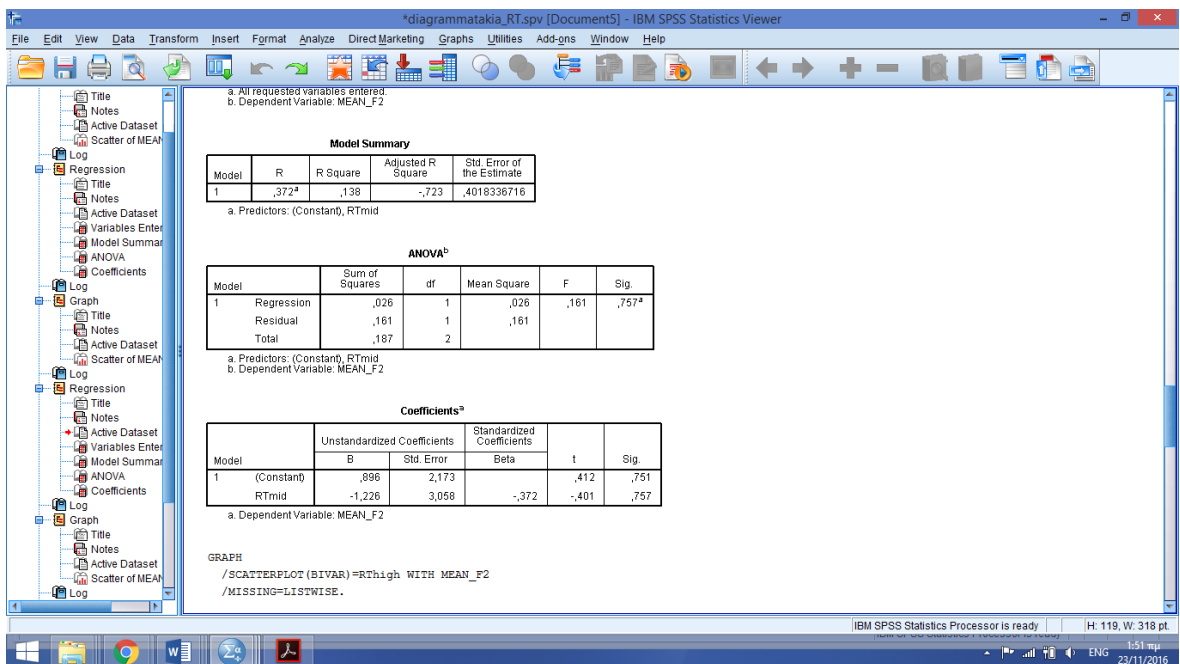 *diagrammatakia_RT.spv [Document5] - IBM SPSS Statistics Viewer
File Edit View Data Transform Insert Format Analyze Direct Marketing Graphs Utilities Add-ons Window Help
Title
Notes
Active Dataset
Scatter of MEAN
Log
Regression
Title
Notes
Active Dataset
Variables Enter
Model Summar
ANOVA
Coefficients
Log
Graph
Title
Notes
Active Dataset
Scatter of MEAN
Log
Regression
Title
Notes
Active Dataset
Variables Enter
Model Summar
ANOVA
Coefficients
Log
Graph
Title
Notes
Active Dataset
Scatter of MEAN
Log
a. All requested variables entered.
b. Dependent Variable: MEAN_F2
Model Summary
Model R R Square Adjusted R Square Std. Error of the Estimate
1 ,372a ,138 -,723 ,4018336716
a. Predictors: (Constant), RTmid
ANOVAb
Model Sum of Squares df Mean Square F Sig.
1 Regression ,026 1 ,026 ,161 ,757a
Residual ,161 1 ,161
Total ,187 2
a. Predictors: (Constant), RTmid
b. Dependent Variable: MEAN_F2
Coefficientsa
Unstandardized Coefficients Standardized Coefficients
Model B Std. Error Beta t Sig.
1 (Constant) ,896 2,173 ,412 ,751
RTmid -1,226 3,058 -,372 -,401 ,757
a. Dependent Variable: MEAN_F2
GRAPH
/SCATTERPLOT(BIVAR)=RThigh WITH MEAN_F2
/MISSING=LISTWISE.
IBM SPSS Statistics Processor is ready H: 119, W: 318 pt.
ENG
1:51 πμ
23/11/2016